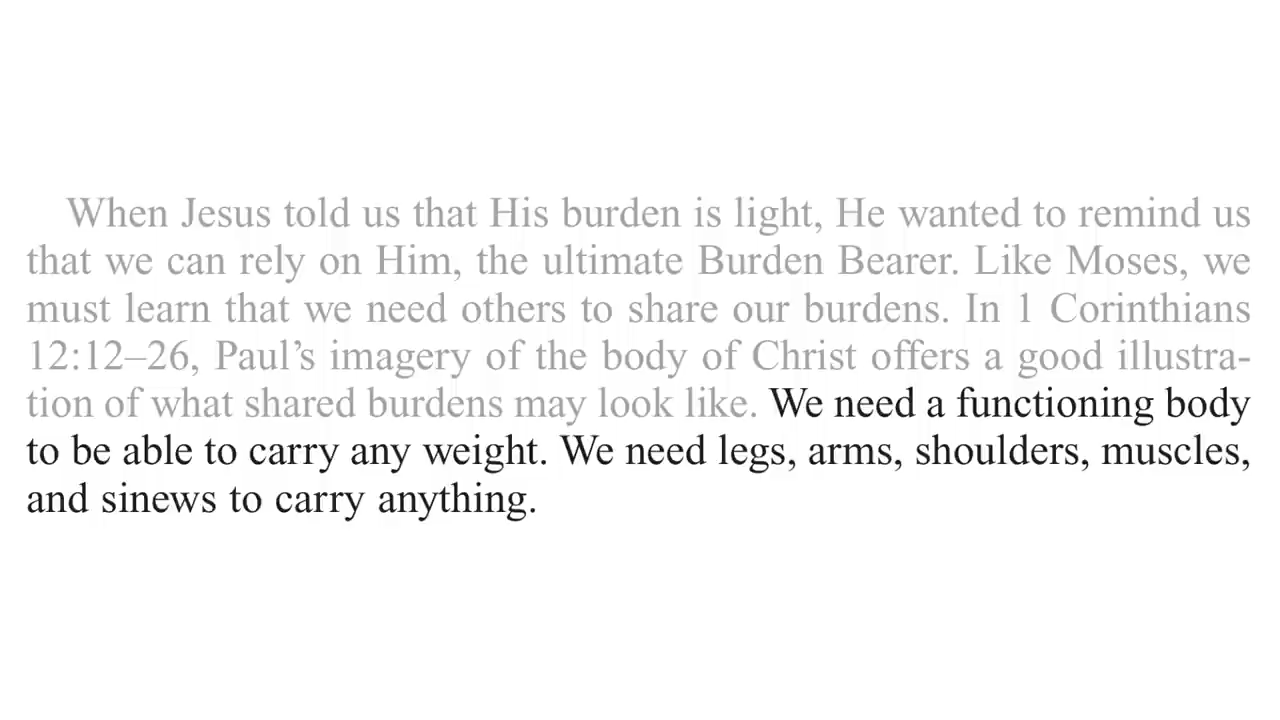 When Jesus told us that His burden is light, He wanted to remind us
that we can rely on Him, the ultimate Burden Bearer. Like Moses, we
must learn that we need others to share our burdens. In 1 Corinthians
12:12–26, Paul’s imagery of the body of Christ offers a good illustra-
tion of what shared burdens may look like. We need a functioning body
to be able to carry any weight. We need legs, arms, shoulders, muscles,
and sinews to carry anything.